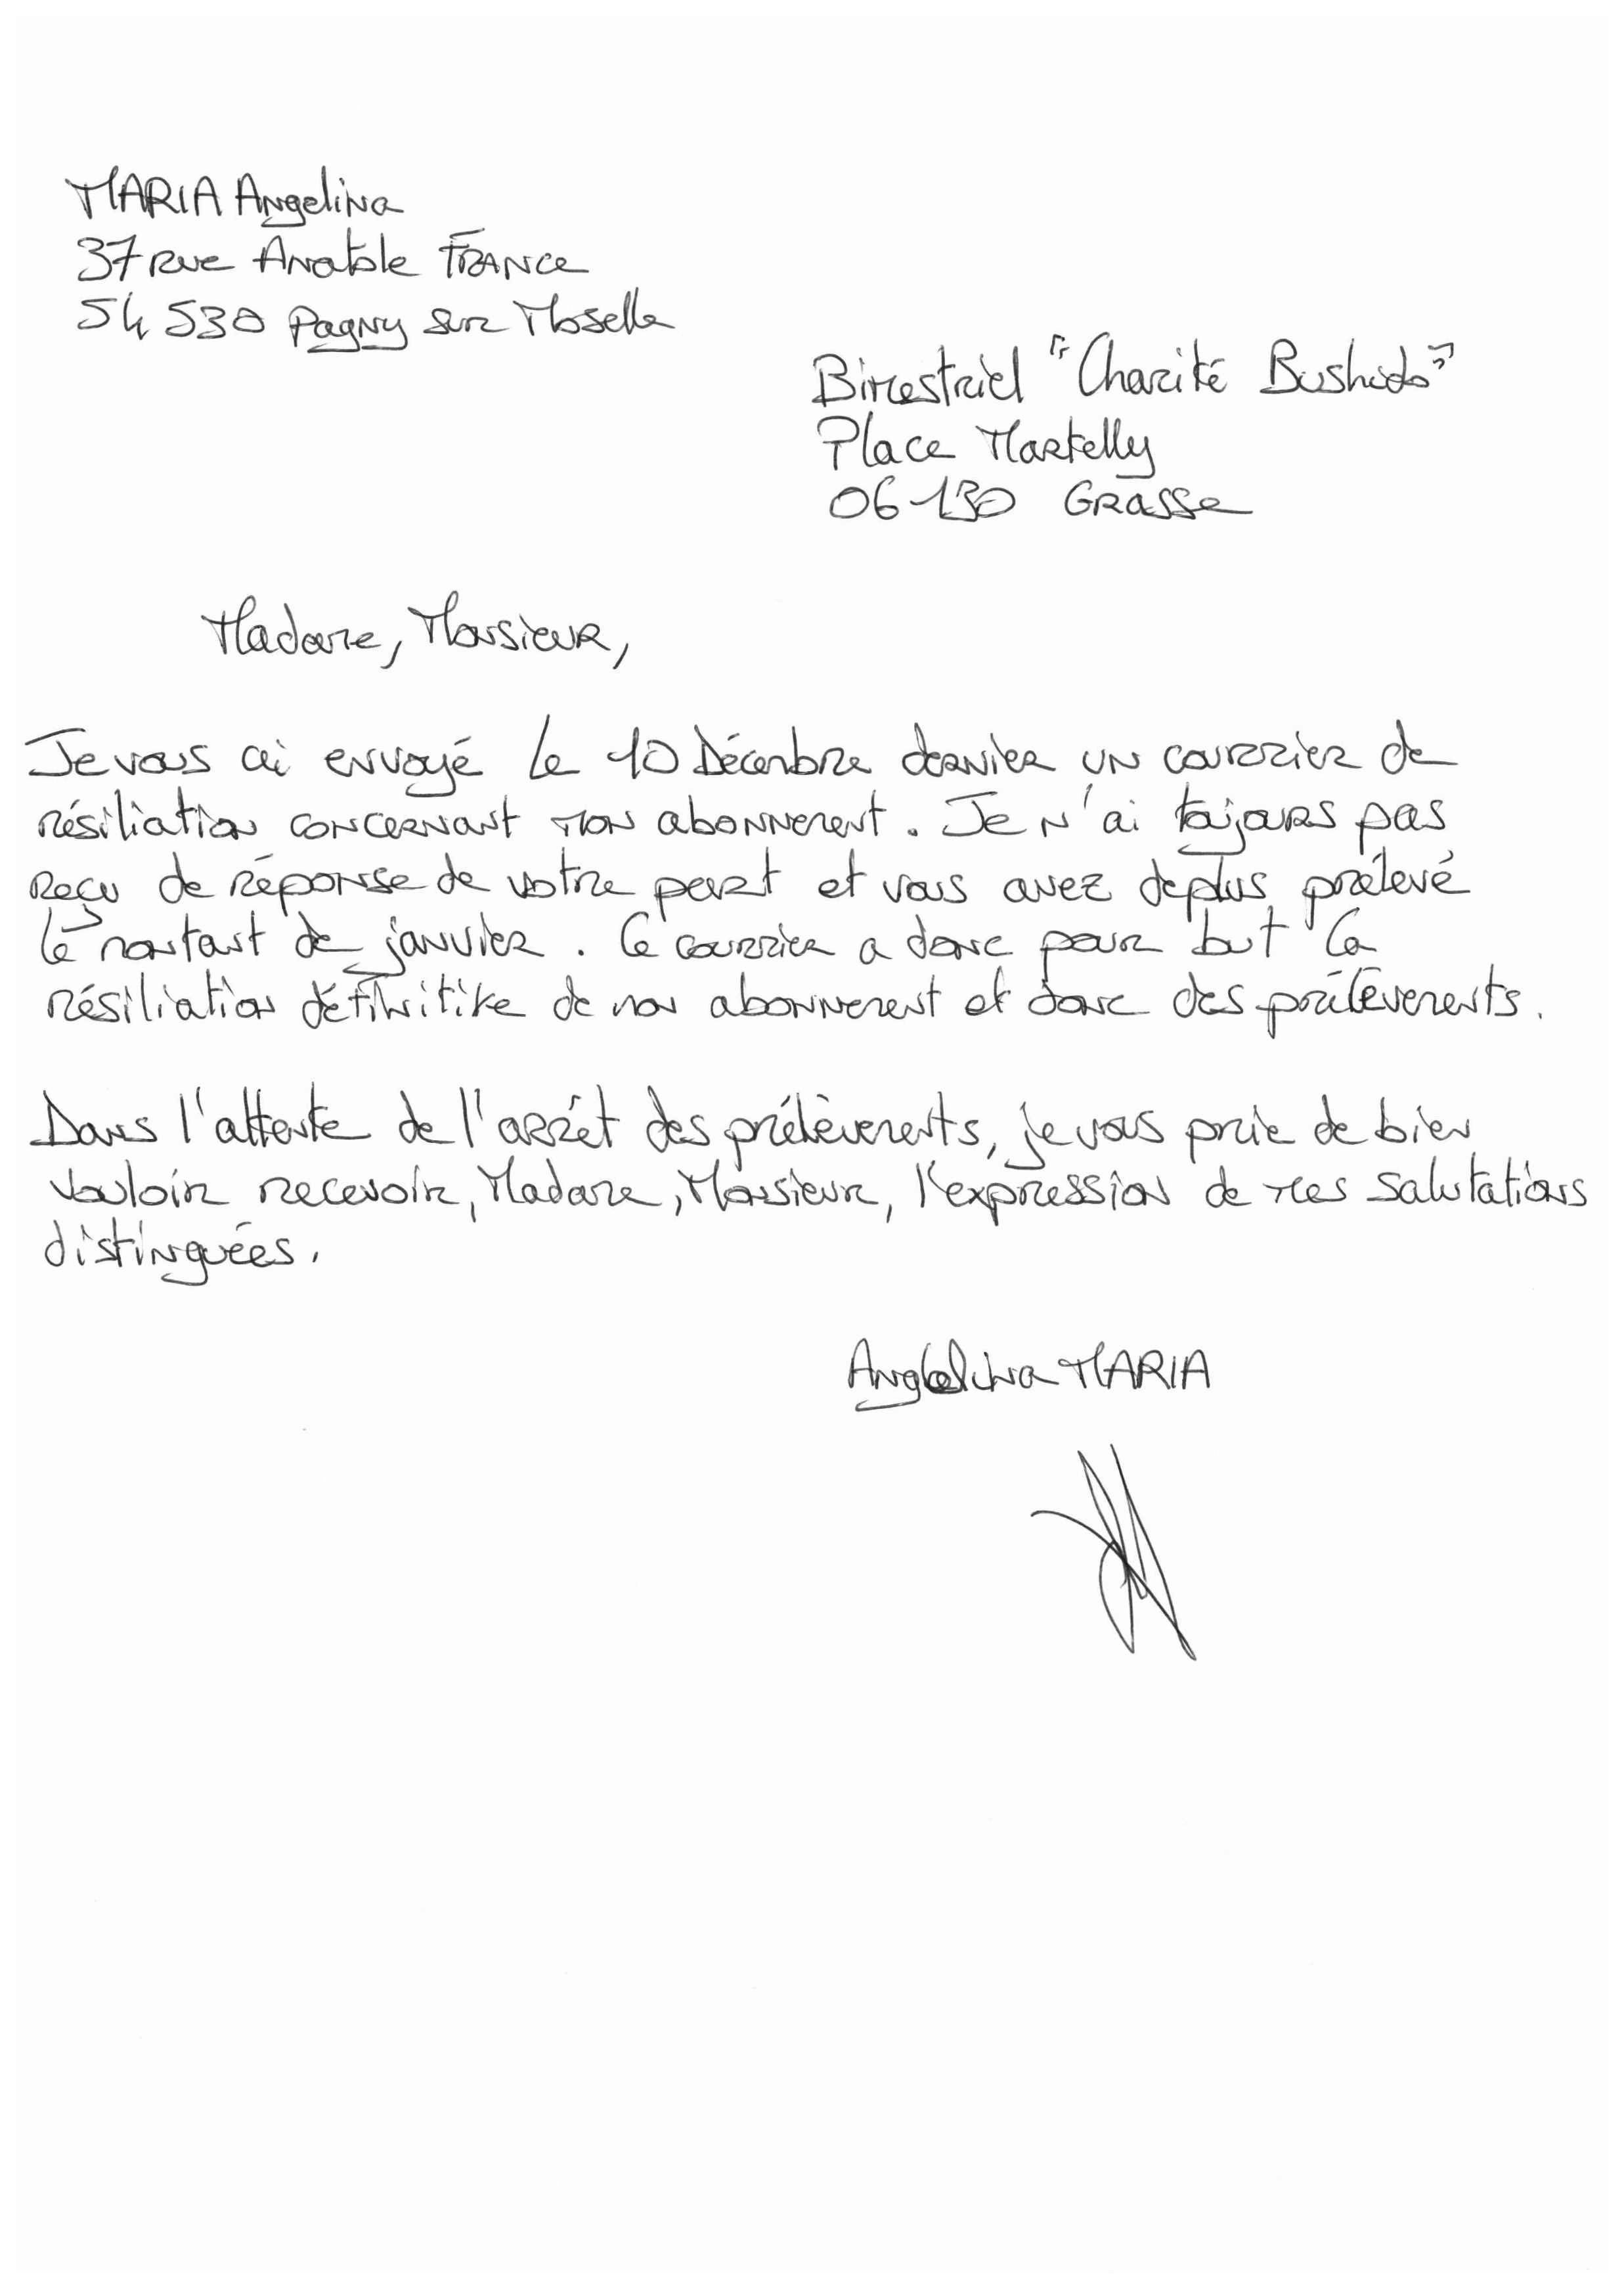 MARIA Angelina
37 rue Anatole FRANCE
54 530 Pagny sur Moselle
Bimestriel "Charité Bushido"
Place Martelly
06 130 Grasse
Madame, Monsieur,
Je vous ai envoyé le 10 Décembre dernier un courrier de
résiliation concernant mon abonnement. Je n'ai toujours pas
reçu de réponse de votre part et vous avez deplus prélevé
le montant de janvier. Ce courrier a donc pour but la
résiliation définitive de mon abonnement et donc des prélèvements.
Dans l'attente de l'arrêt des prélèvements, je vous prie de bien
vouloir recevoir, Madame, Monsieur, l'expression de mes salutations
distinguées.
Angelina MARIA